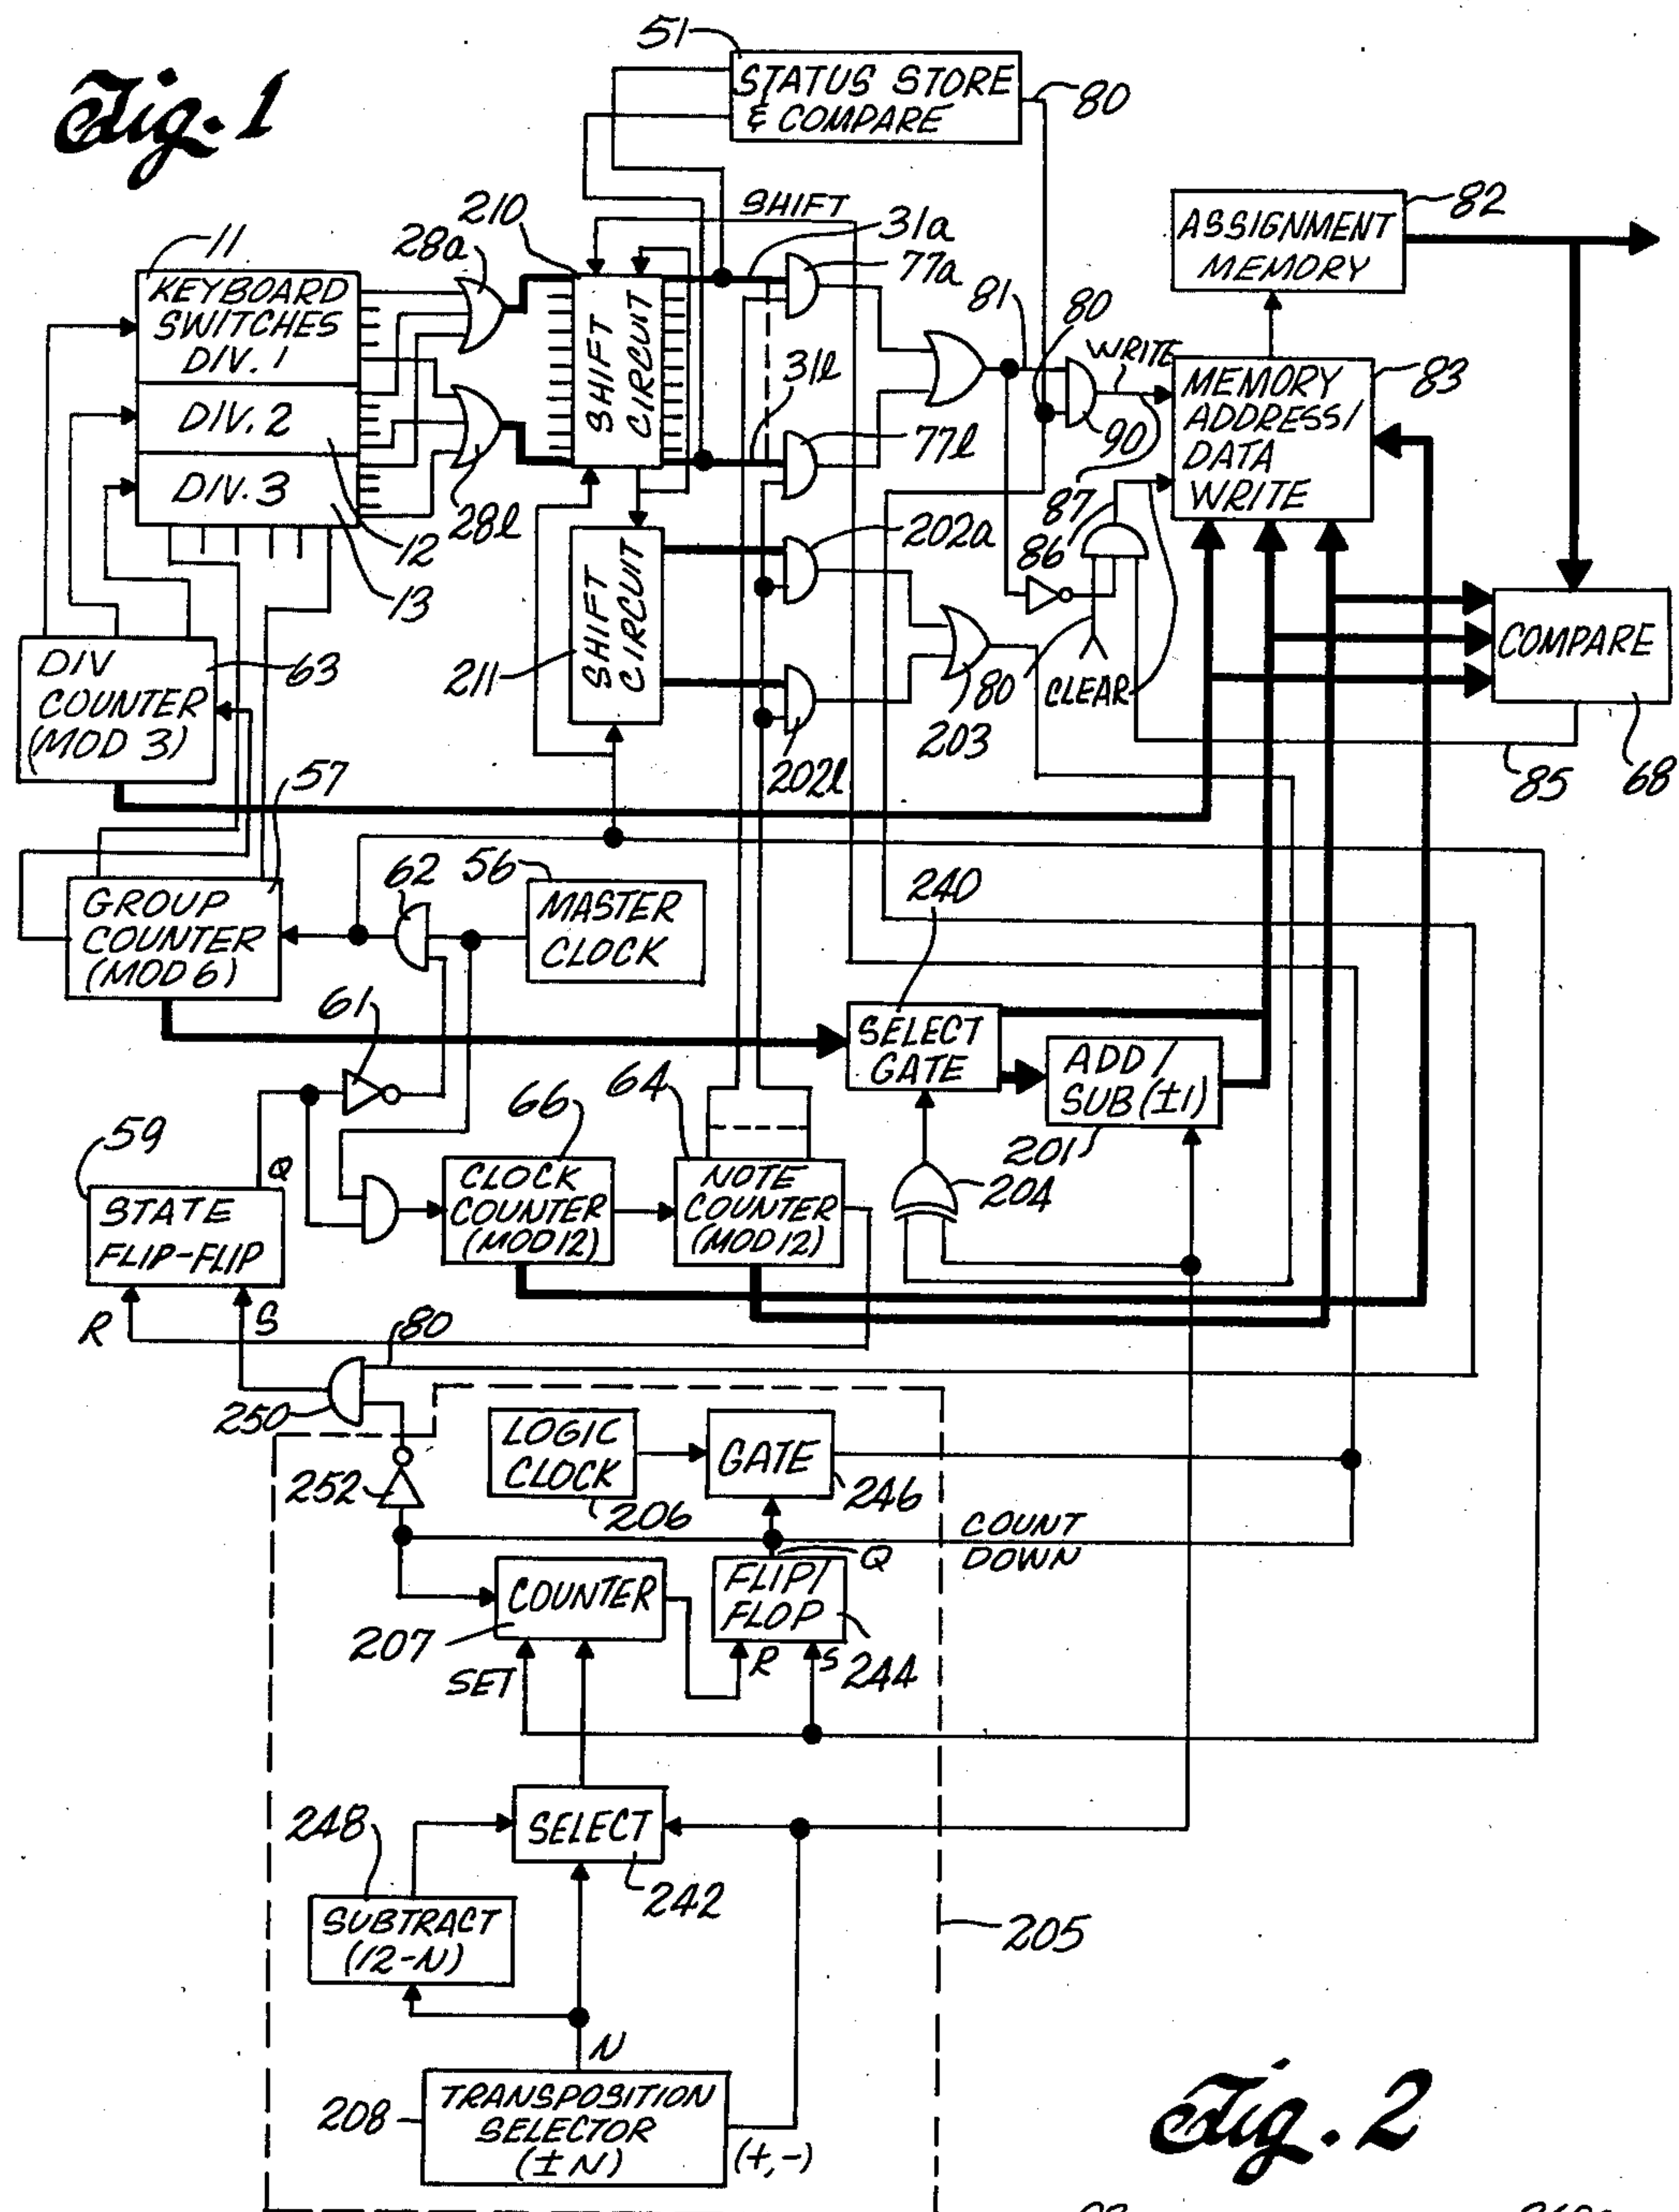 Fig. 1
51
STATUS STORE
& COMPARE
80
210
SHIFT
31a
77a
82
ASSIGNMENT
MEMORY
11
28a
KEYBOARD
SWITCHES
DIV. 1
DIV. 2
DIV. 3
SHIFT
CIRCUIT
81
80
WRITE
MEMORY
ADDRESS/
DATA
WRITE
83
31l
77l
90
87
86
12
28l
13
202a
SHIFT
CIRCUIT
211
DIV
COUNTER
(MOD 3)
63
80
203
CLEAR
COMPARE
202l
85
68
57
62
56
MASTER
CLOCK
240
GROUP
COUNTER
(MOD 6)
61
SELECT
GATE
ADD/
SUB (±1)
201
66
64
59
Q
CLOCK
COUNTER
(MOD 12)
NOTE
COUNTER
(MOD 12)
204
STATE
FLIP-FLIP
R
S
80
250
LOGIC
CLOCK
GATE
252
206
246
COUNT
DOWN
Q
COUNTER
FLIP/
FLOP
207
SET
R
S
244
248
SELECT
242
SUBTRACT
(12-N)
205
N
208
TRANSPOSITION
SELECTOR
(±N)
(+,-)
Fig. 2